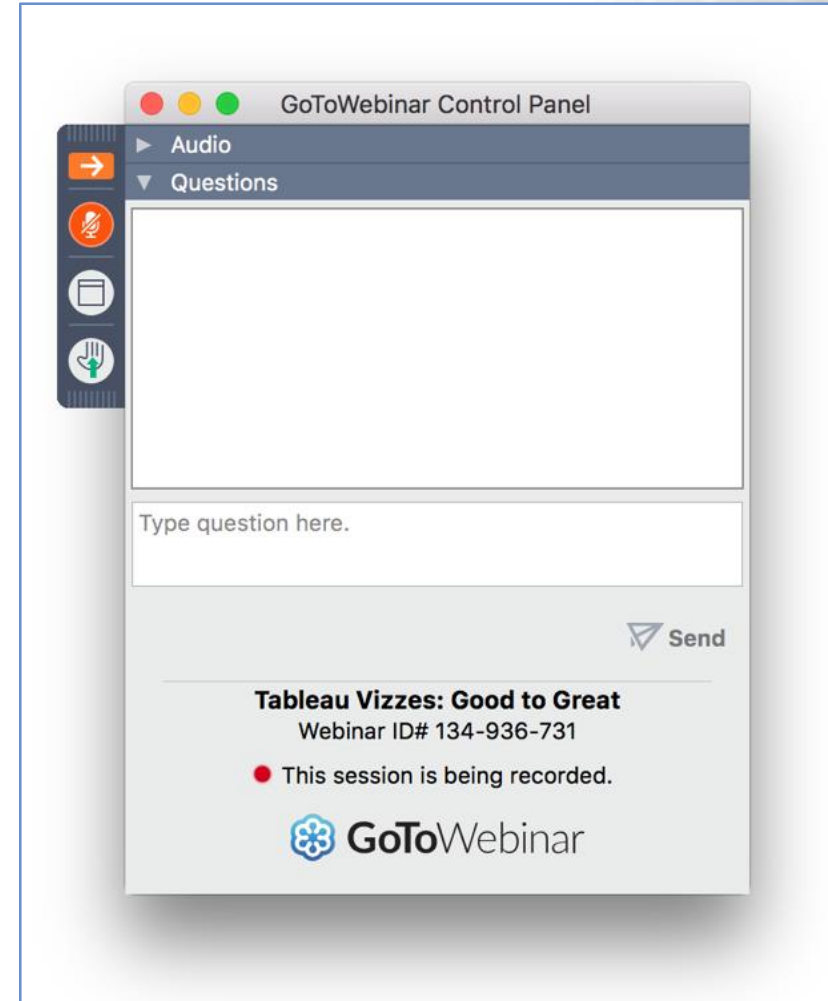 GoToWebinar Control Panel
Audio
Questions
Type question here.
Send
Tableau Vizzes: Good to Great
Webinar ID# 134-936-731
This session is being recorded.
GoToWebinar